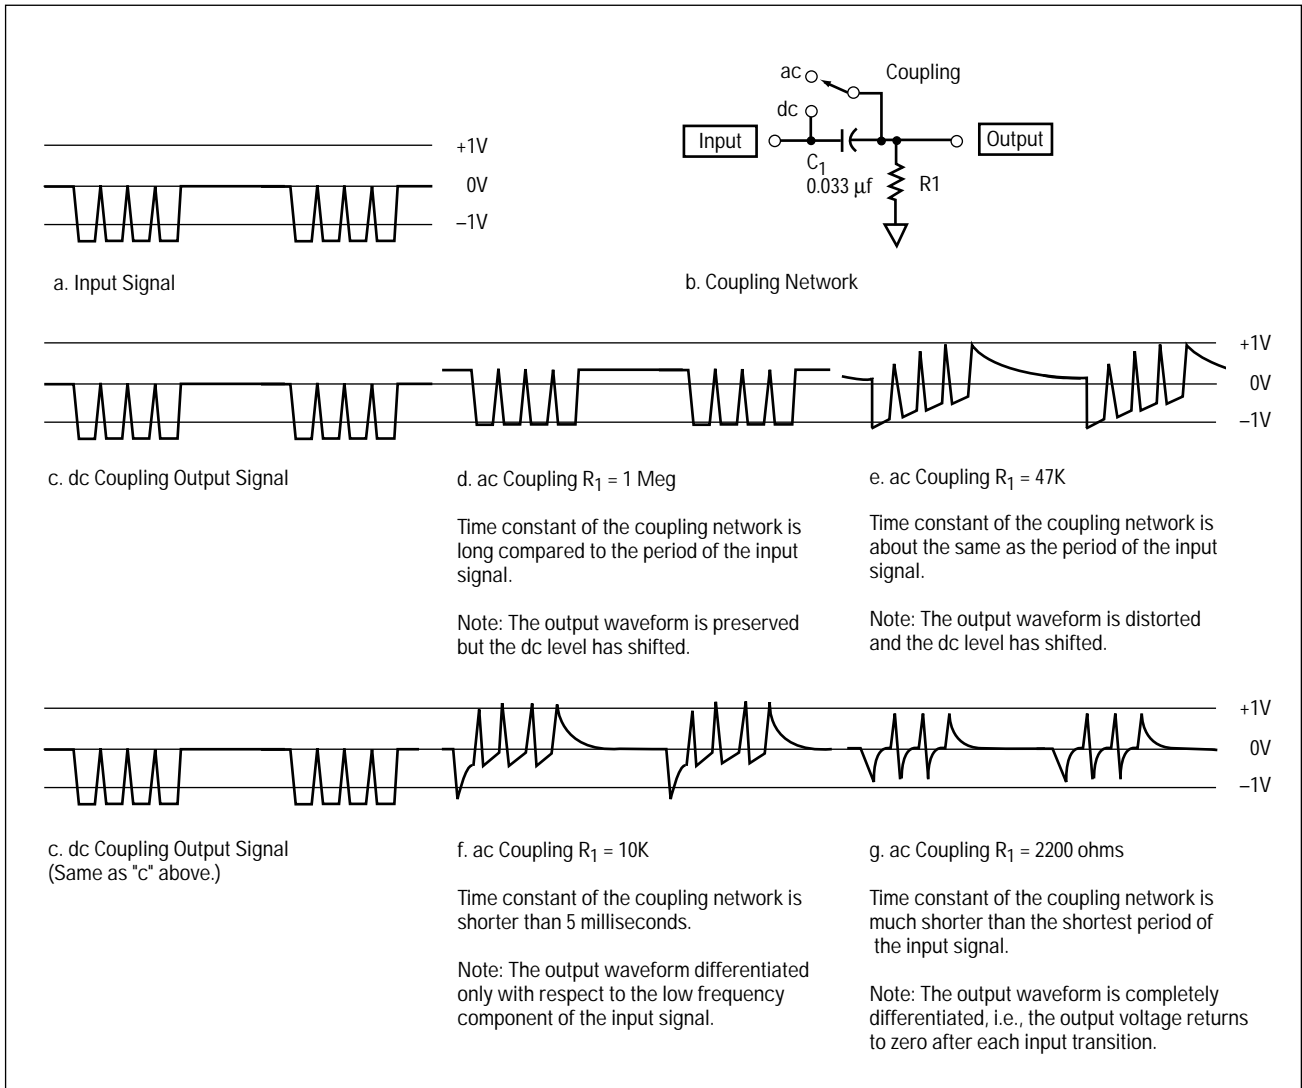 +1V
0V
–1V
a. Input Signal
ac
Coupling
dc
Input
Output
C1
0.033 µf
R1
b. Coupling Network
+1V
0V
–1V
c. dc Coupling Output Signal
d. ac Coupling R1 = 1 Meg
Time constant of the coupling network is
long compared to the period of the input
signal.
Note: The output waveform is preserved
but the dc level has shifted.
e. ac Coupling R1 = 47K
Time constant of the coupling network is
about the same as the period of the input
signal.
Note: The output waveform is distorted
and the dc level has shifted.
+1V
0V
–1V
c. dc Coupling Output Signal
(Same as "c" above.)
f. ac Coupling R1 = 10K
Time constant of the coupling network is
shorter than 5 milliseconds.
Note: The output waveform differentiated
only with respect to the low frequency
component of the input signal.
g. ac Coupling R1 = 2200 ohms
Time constant of the coupling network is
much shorter than the shortest period of
the input signal.
Note: The output waveform is completely
differentiated, i.e., the output voltage returns
to zero after each input transition.